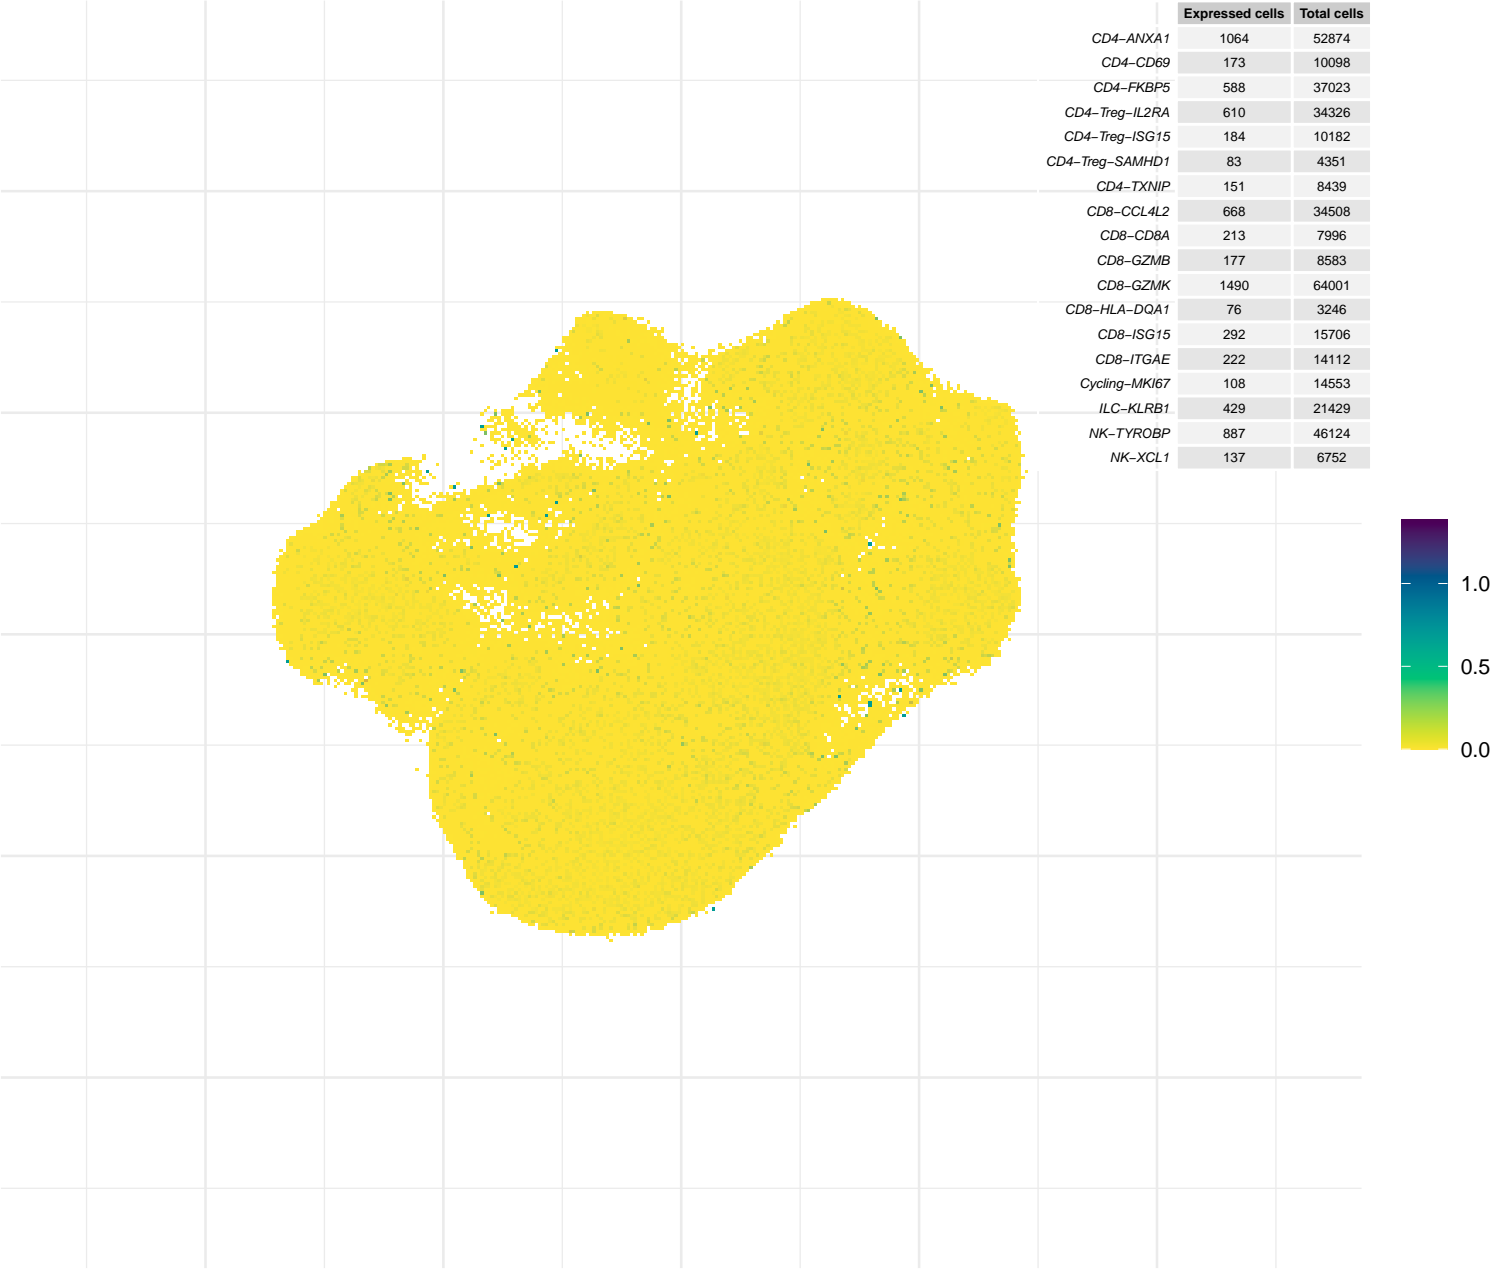 Expressed cells Total cells
CD4−ANXA1 1064 52874
CD4−CD69 173 10098
CD4−FKBP5 588 37023
CD4−Treg−IL2RA 610 34326
CD4−Treg−ISG15 184 10182
CD4−Treg−SAMHD1 83 4351
CD4−TXNIP 151 8439
CD8−CCL4L2 668 34508
CD8−CD8A 213 7996
CD8−GZMB 177 8583
CD8−GZMK 1490 64001
CD8−HLA−DQA1 76 3246
CD8−ISG15 292 15706
CD8−ITGAE 222 14112
Cycling−MKI67 108 14553
ILC−KLRB1 429 21429
NK−TYROBP 887 46124
NK−XCL1 137 6752
1.0
0.5
0.0